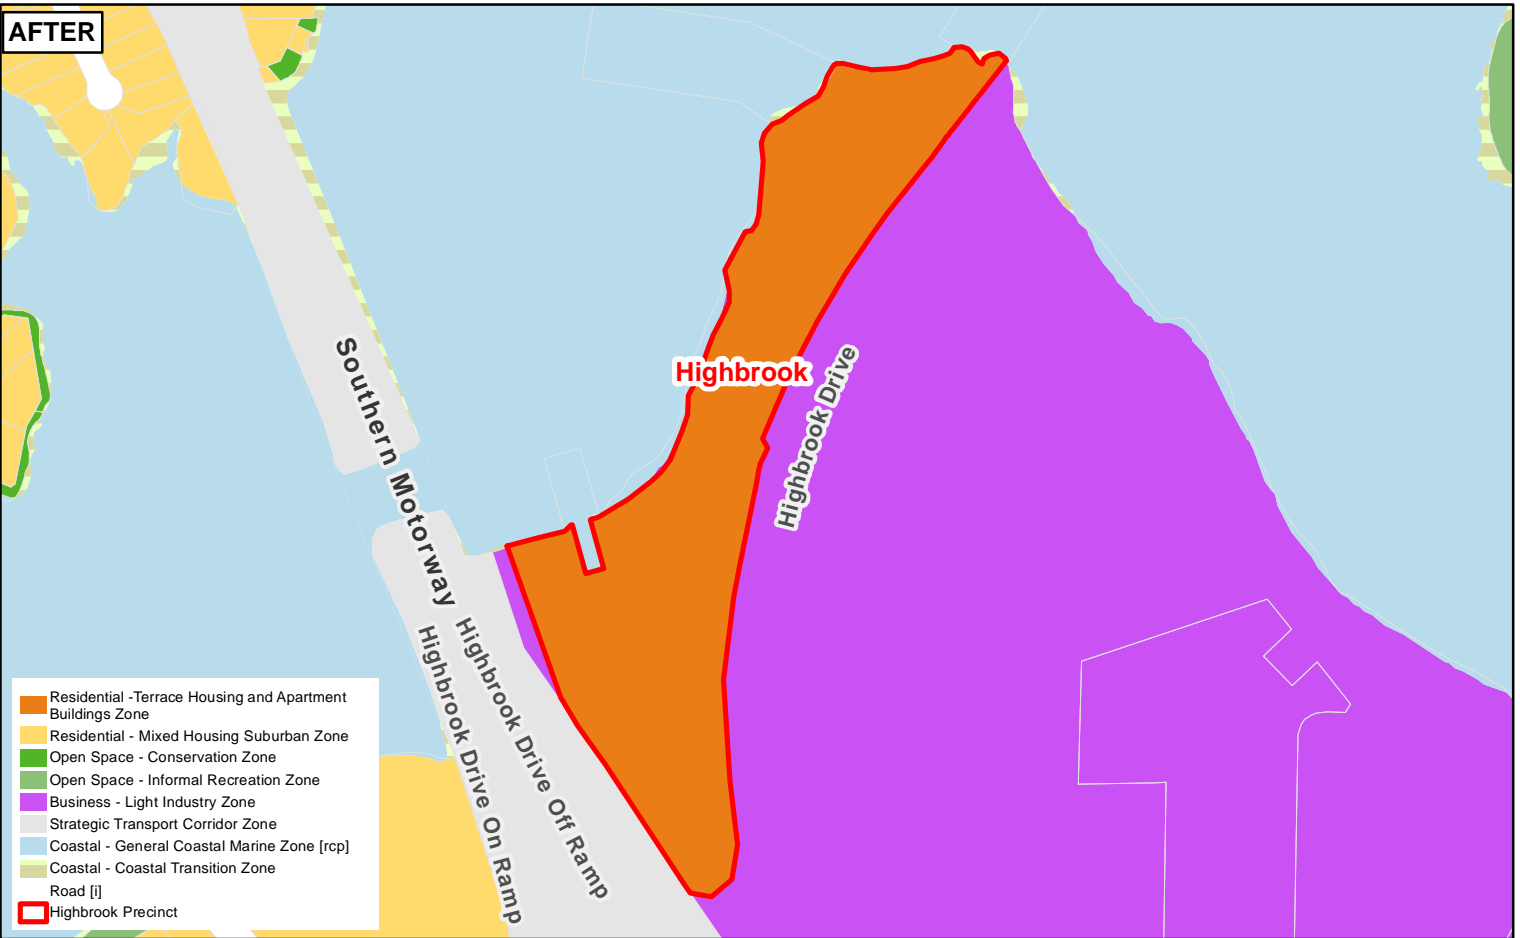 AFTER
Southern Motorway
Highbrook
Highbrook Drive
Highbrook Drive On Ramp
Highbrook Drive Off Ramp
Residential -Terrace Housing and Apartment
Buildings Zone
Residential - Mixed Housing Suburban Zone
Open Space - Conservation Zone
Open Space - Informal Recreation Zone
Business - Light Industry Zone
Strategic Transport Corridor Zone
Coastal - General Coastal Marine Zone [rcp]
Coastal - Coastal Transition Zone
Road [i]
Highbrook Precinct